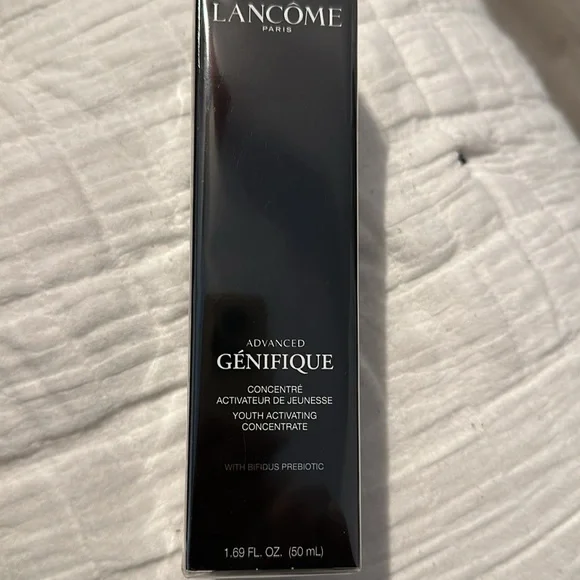 LANCÔME
PARIS
ADVANCED
GÉNIFIQUE
CONCENTRÉ
ACTIVATEUR DE JEUNESSE
YOUTH ACTIVATING
CONCENTRATE
WITH BIFIDUS PREBIOTIC
1.69 FL. OZ. (50 mL)